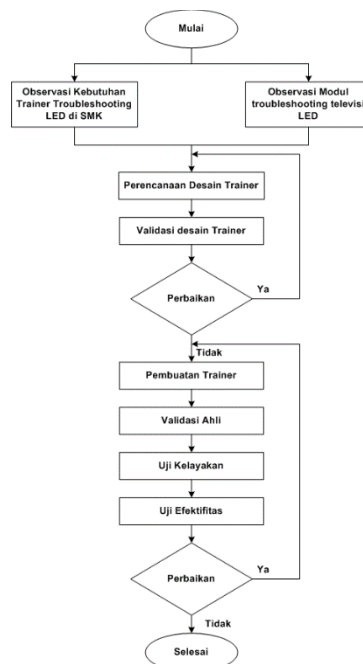 Mulai
Observasi Kebutuhan
Trainer Troubleshooting
LED di SMK
Observasi Modul
troubleshooting televisi
LED
Perencanaan Desain Trainer
Validasi desain Trainer
Perbaikan
Ya
Tidak
Pembuatan Trainer
Validasi Ahli
Uji Kelayakan
Uji Efektifitas
Perbaikan
Ya
Tidak
Selesai